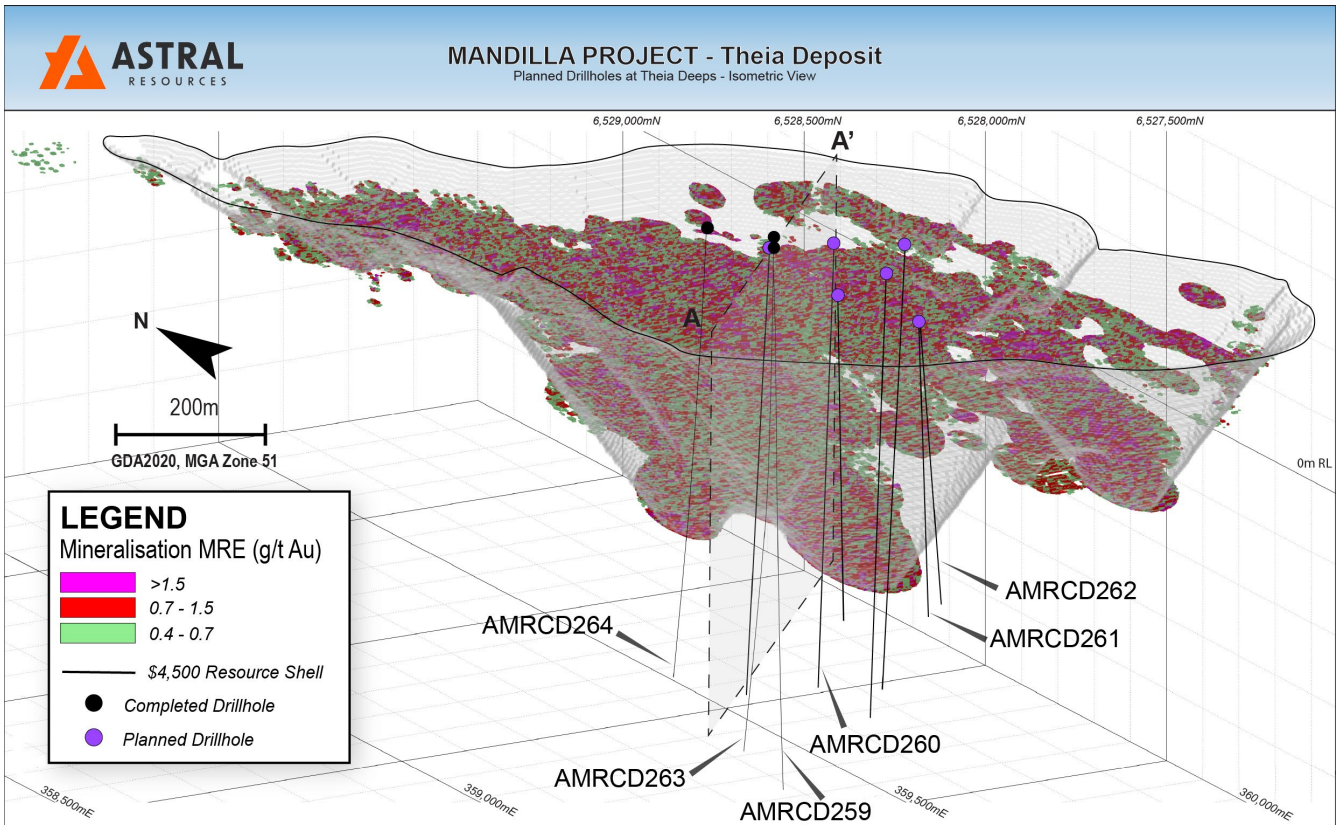 ASTRAL
RESOURCES
MANDILLA PROJECT - Theia Deposit
Planned Drillholes at Theia Deeps - Isometric View
6,529,000mN
6,528,500mN
6,528,000mN
6,527,500mN
A'
A
N
200m
GDA2020, MGA Zone 51
0m RL
LEGEND
Mineralisation MRE (g/t Au)
>1.5
0.7 - 1.5
0.4 - 0.7
$4,500 Resource Shell
Completed Drillhole
Planned Drillhole
AMRCD262
AMRCD264
AMRCD261
AMRCD260
AMRCD263
AMRCD259
358,500mE
359,000mE
359,500mE
360,000mE